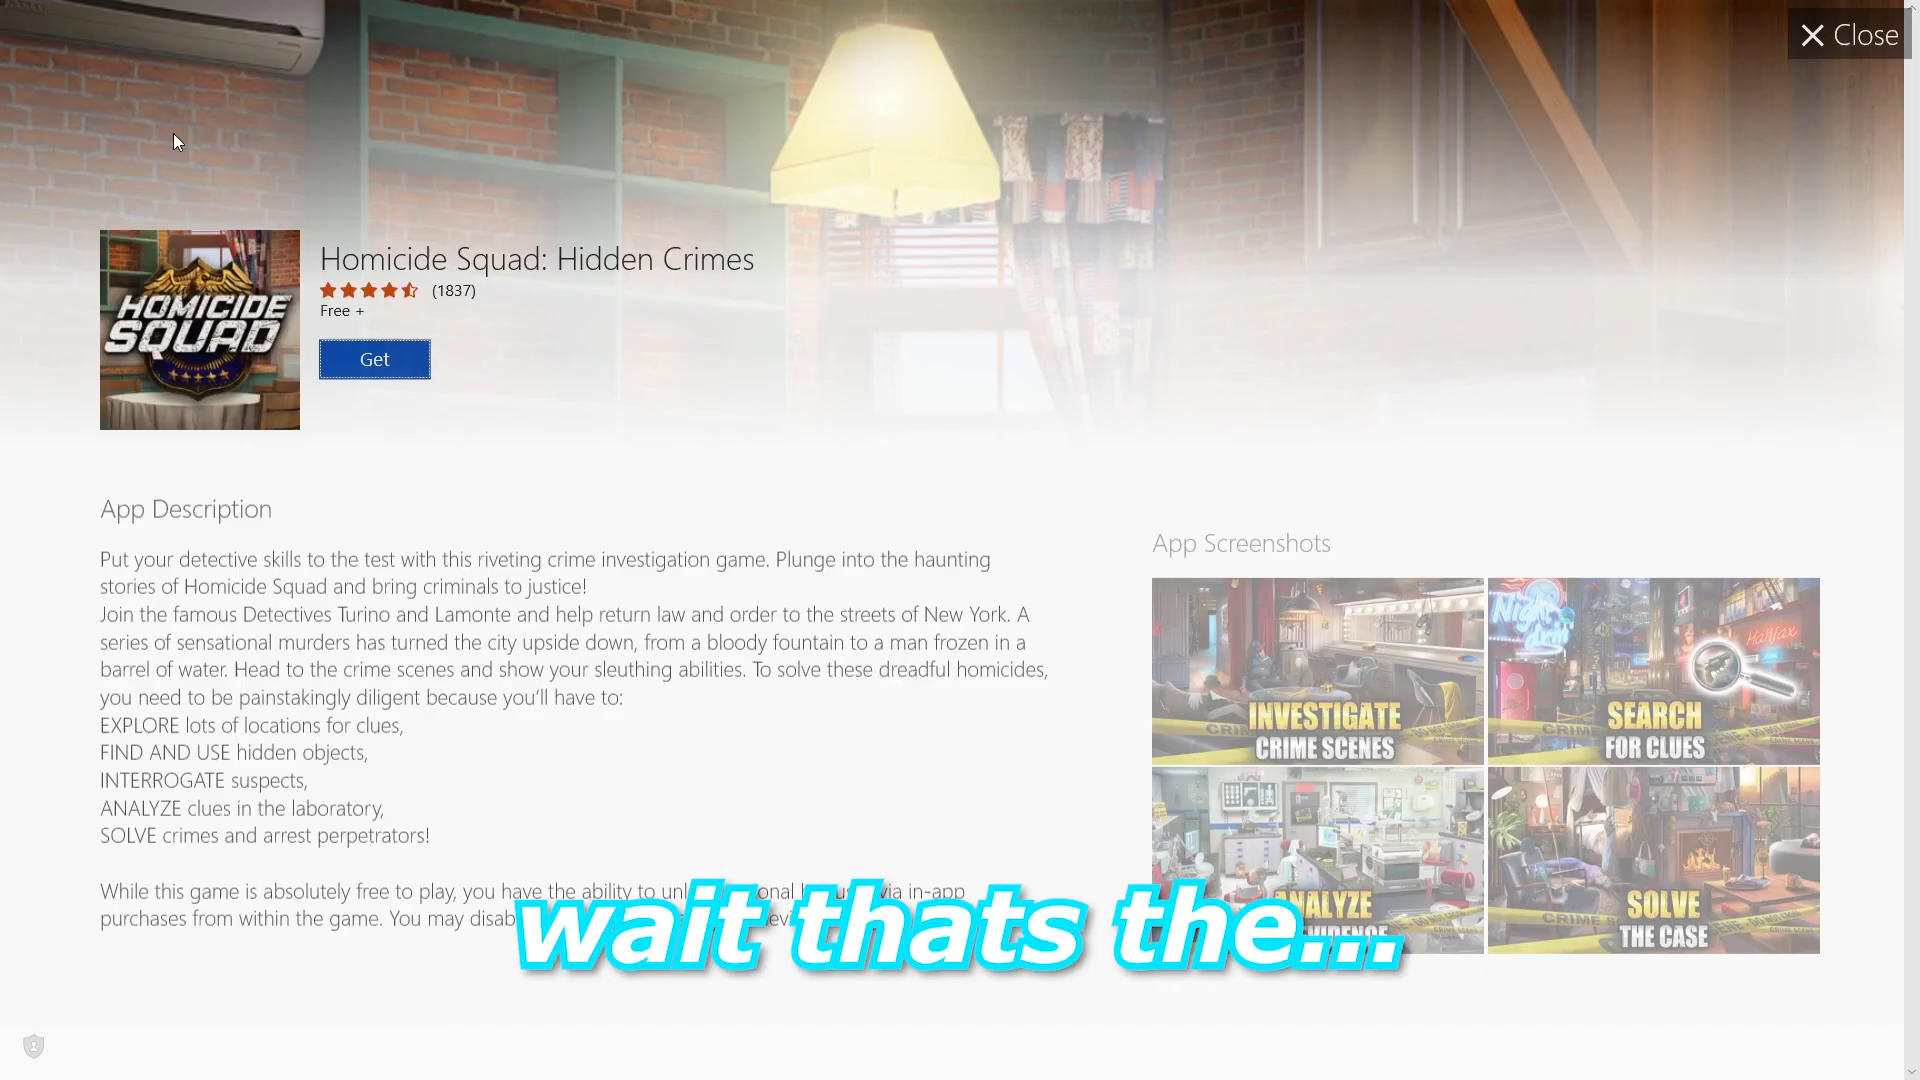 Close
HOMICIDE
SQUAD
Homicide Squad: Hidden Crimes
(1837)
Free +
Get
App Description
Put your detective skills to the test with this riveting crime investigation game. Plunge into the haunting
stories of Homicide Squad and bring criminals to justice!
Join the famous Detectives Turino and Lamonte and help return law and order to the streets of New York. A
series of sensational murders has turned the city upside down, from a bloody fountain to a man frozen in a
barrel of water. Head to the crime scenes and show your sleuthing abilities. To solve these dreadful homicides,
you need to be painstakingly diligent because you’ll have to:
EXPLORE lots of locations for clues,
FIND AND USE hidden objects,
INTERROGATE suspects,
ANALYZE clues in the laboratory,
SOLVE crimes and arrest perpetrators!
While this game is absolutely free to play, you have the ability to via in-app
purchases from within the game. You may
App Screenshots
INVESTIGATE
CRIME SCENES
Night
Halifax
SEARCH
FOR CLUES
SOLVE
THE CASE
wait thats the...